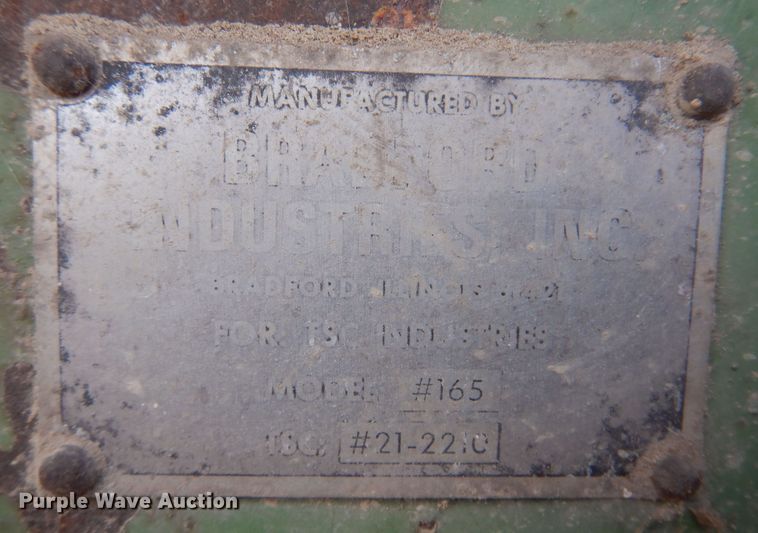 MANUFACTURED BY
BRADFORD
INDUSTRIES, INC.
BRADFORD ILLINOIS
FOR TSC INDUSTRIES
MODEL #165
TSC #21-2210
Purple Wave Auction